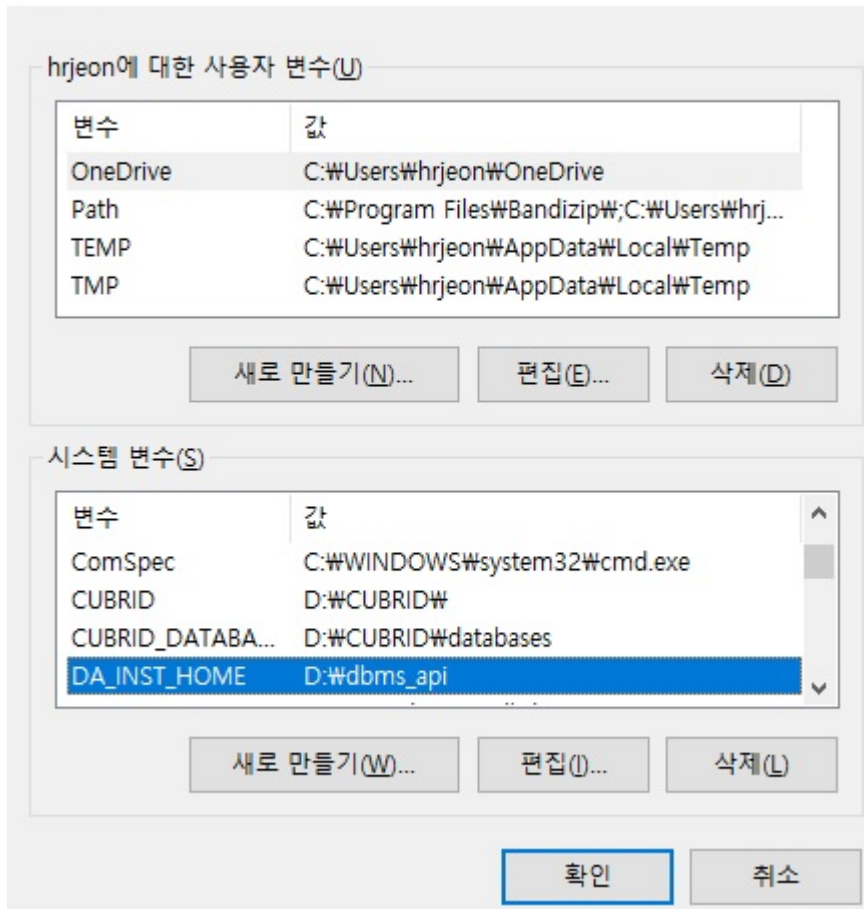 hrjeon에 대한 사용자 변수(U)
변수 값
OneDrive C:₩Users₩hrjeon₩OneDrive
Path C:₩Program Files₩Bandizip₩;C:₩Users₩hrj...
TEMP C:₩Users₩hrjeon₩AppData₩Local₩Temp
TMP C:₩Users₩hrjeon₩AppData₩Local₩Temp
새로 만들기(N)... 편집(E)... 삭제(D)
시스템 변수(S)
변수 값
ComSpec C:₩WINDOWS₩system32₩cmd.exe
CUBRID D:₩CUBRID₩
CUBRID_DATABA... D:₩CUBRID₩databases
DA_INST_HOME D:₩dbms_api
새로 만들기(W)... 편집(I)... 삭제(L)
확인 취소